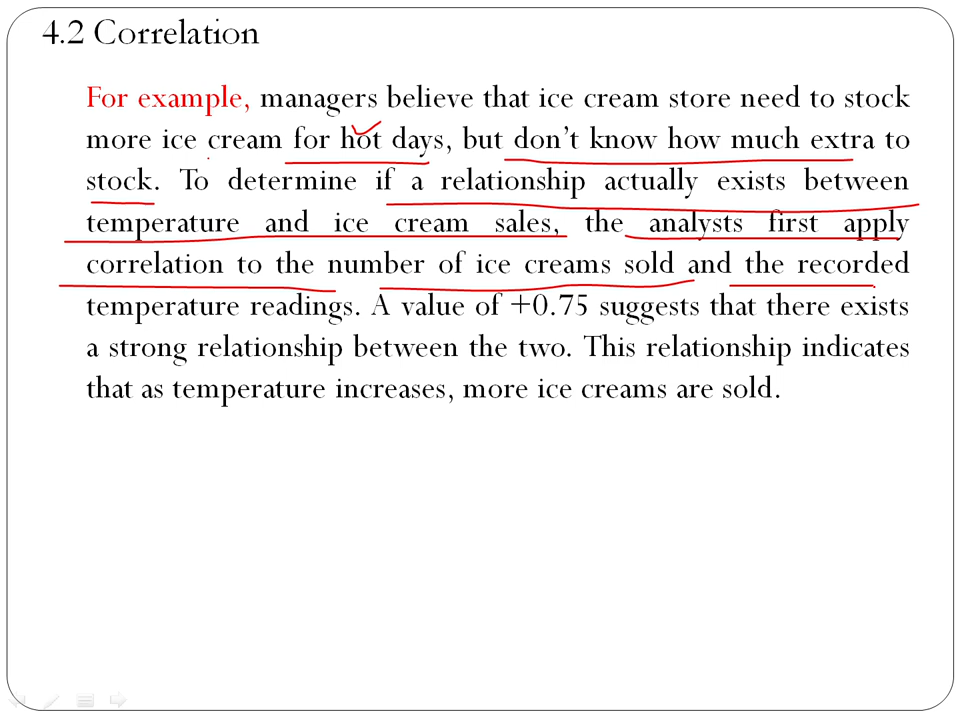 4.2 Correlation
For example, managers believe that ice cream store need to stock
more ice cream for hot days, but don't know how much extra to
stock. To determine if a relationship actually exists between
temperature and ice cream sales, the analysts first apply
correlation to the number of ice creams sold and the recorded
temperature readings. A value of +0.75 suggests that there exists
a strong relationship between the two. This relationship indicates
that as temperature increases, more ice creams are sold.